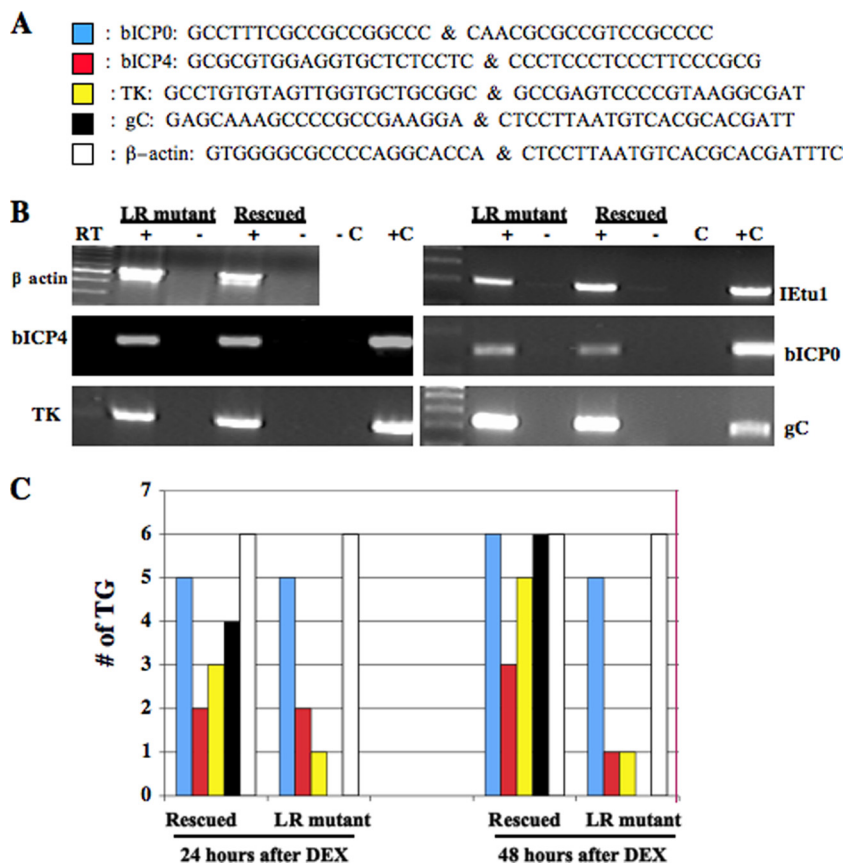 A
: bICP0: GCCTTTCGCCGCCGGCCC & CAACGCGCCGTCCGCCCC
: bICP4: GCGCGTGGAGGTGCTCTCCTC & CCCTCCCTCCCTTCCCGCG
: TK: GCCTGTGTAGTTGGTGCTGCGGC & GCCGAGTCCCCGTAAGGCGAT
: gC: GAGCAAAGCCCCGCCGAAGGA & CTCCTTAATGTCACGCACGATT
: β-actin: GTGGGGCGCCCCAGGCACCA & CTCCTTAATGTCACGCACGATTTC
B
LR mutant Rescued LR mutant Rescued
RT + - + - - C +C + - + - C +C
β actin IEtu1
bICP4 bICP0
TK gC
C
# of TG
7
6
5
4
3
2
1
0
Rescued LR mutant Rescued LR mutant
24 hours after DEX 48 hours after DEX